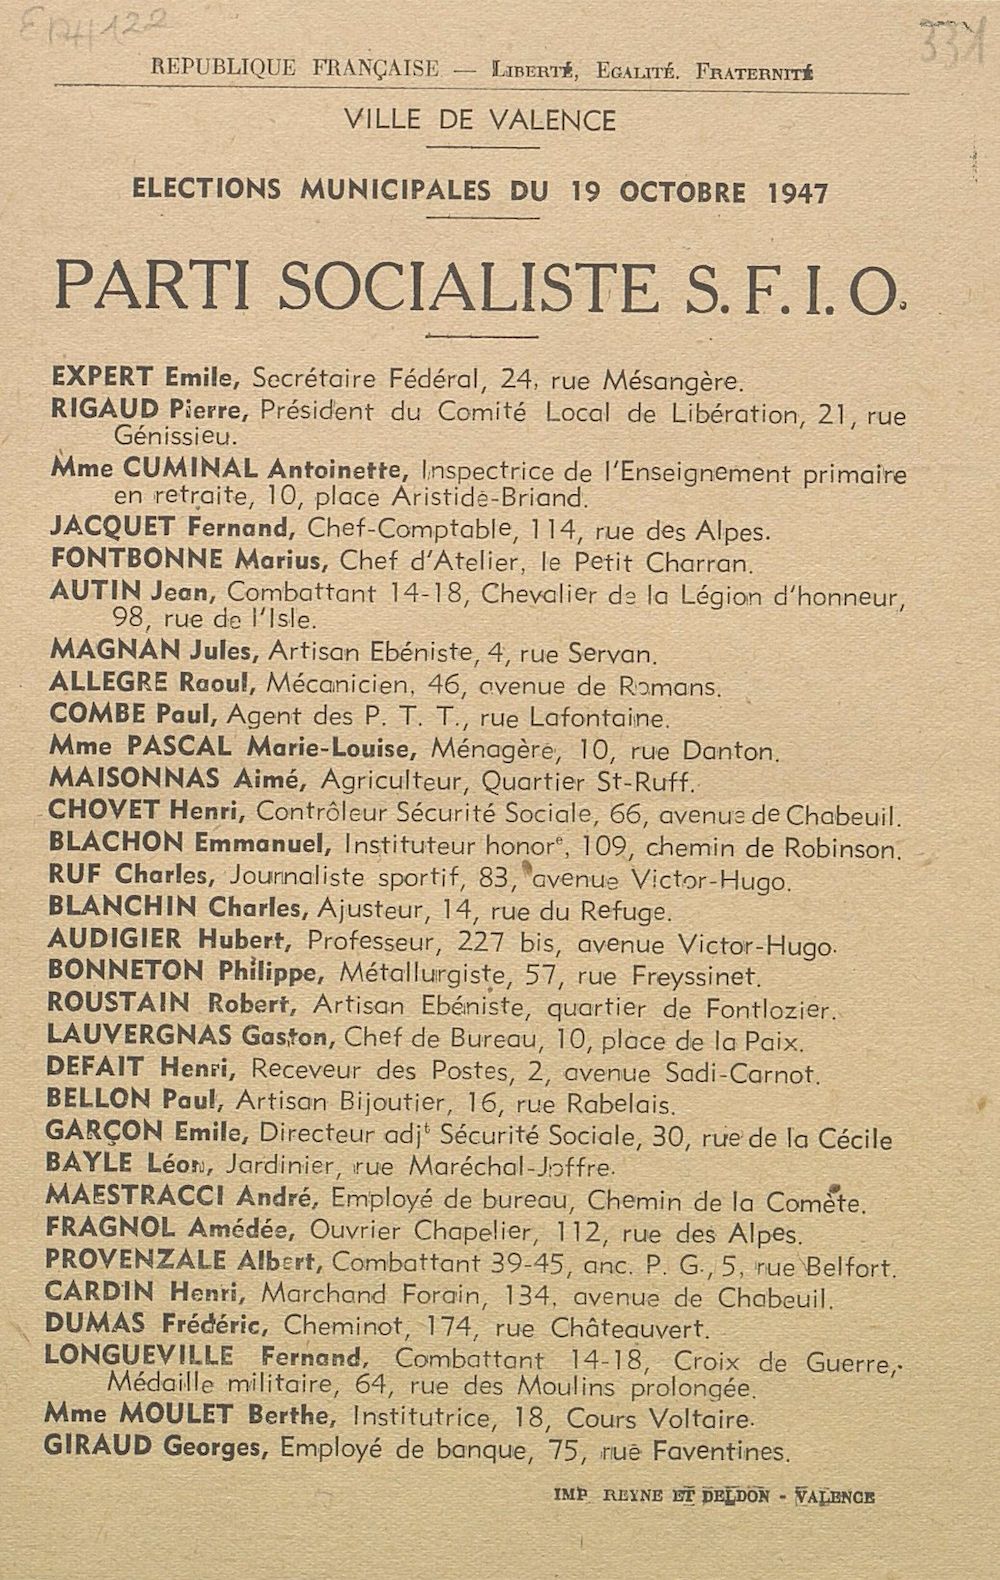 EDH122
331
REPUBLIQUE FRANÇAISE — LIBERTÉ, EGALITÉ. FRATERNITÉ
VILLE DE VALENCE
ELECTIONS MUNICIPALES DU 19 OCTOBRE 1947
PARTI SOCIALISTE S.F.I.O.
EXPERT Emile, Secrétaire Fédéral, 24, rue Mésangère.
RIGAUD Pierre, Président du Comité Local de Libération, 21, rue
Génissieu.
Mme CUMINAL Antoinette, Inspectrice de l'Enseignement primaire
en retraite, 10, place Aristide-Briand.
JACQUET Fernand, Chef-Comptable, 114, rue des Alpes.
FONTBONNE Marius, Chef d'Atelier, le Petit Charran.
AUTIN Jean, Combattant 14-18, Chevalier de la Légion d'honneur,
98, rue de l'Isle.
MAGNAN Jules, Artisan Ebéniste, 4, rue Servan.
ALLEGRE Raoul, Mécanicien, 46, avenue de Romans.
COMBE Paul, Agent des P. T. T., rue Lafontaine.
Mme PASCAL Marie-Louise, Ménagère, 10, rue Danton.
MAISONNAS Aimé, Agriculteur, Quartier St-Ruff.
CHOVET Henri, Contrôleur Sécurité Sociale, 66, avenue de Chabeuil.
BLACHON Emmanuel, Instituteur honorᵉ, 109, chemin de Robinson.
RUF Charles, Journaliste sportif, 83, avenue Victor-Hugo.
BLANCHIN Charles, Ajusteur, 14, rue du Refuge.
AUDIGIER Hubert, Professeur, 227 bis, avenue Victor-Hugo.
BONNETON Philippe, Métallurgiste, 57, rue Freyssinet.
ROUSTAIN Robert, Artisan Ebéniste, quartier de Fontlozier.
LAUVERGNAS Gaston, Chef de Bureau, 10, place de la Paix.
DEFAIT Henri, Receveur des Postes, 2, avenue Sadi-Carnot.
BELLON Paul, Artisan Bijoutier, 16, rue Rabelais.
GARÇON Emile, Directeur adjᵗ Sécurité Sociale, 30, rue de la Cécile
BAYLE Léon, Jardinier, rue Maréchal-Joffre.
MAESTRACCI André, Employé de bureau, Chemin de la Comète.
FRAGNOL Amédée, Ouvrier Chapelier, 112, rue des Alpes.
PROVENZALE Albert, Combattant 39-45, anc. P. G., 5, rue Belfort.
CARDIN Henri, Marchand Forain, 134, avenue de Chabeuil.
DUMAS Frédéric, Cheminot, 174, rue Châteauvert.
LONGUEVILLE Fernand, Combattant 14-18, Croix de Guerre,
Médaille militaire, 64, rue des Moulins prolongée.
Mme MOULET Berthe, Institutrice, 18, Cours Voltaire.
GIRAUD Georges, Employé de banque, 75, rue Faventines.
IMP. REYNE ET DELDON - VALENCE